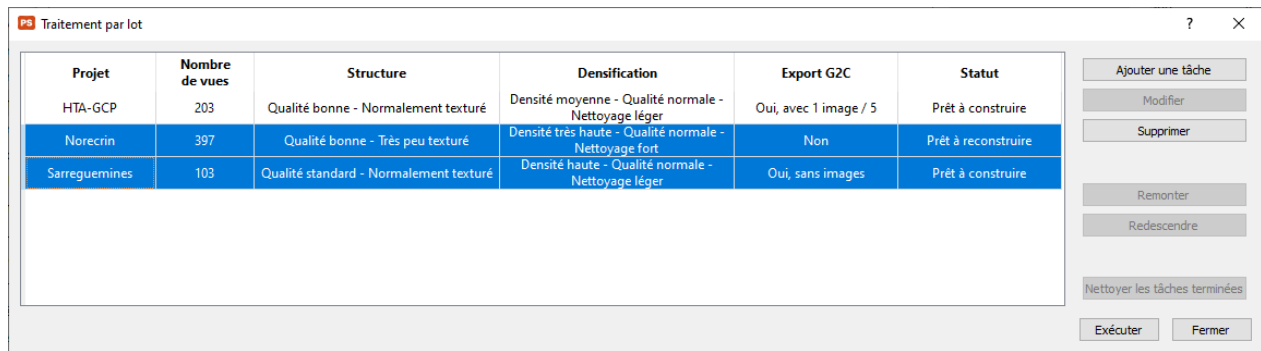 PS Traitement par lot ?
Projet Nombre de vues Structure Densification Export G2C Statut
HTA-GCP 203 Qualité bonne - Normalement texturé Densité moyenne - Qualité normale - Nettoyage léger Oui, avec 1 image / 5 Prêt à construire
Norecrin 397 Qualité bonne - Très peu texturé Densité très haute - Qualité normale - Nettoyage fort Non Prêt à reconstruire
Sarreguemines 103 Qualité standard - Normalement texturé Densité haute - Qualité normale - Nettoyage léger Oui, sans images Prêt à construire
Ajouter une tâche
Modifier
Supprimer
Remonter
Redescendre
Nettoyer les tâches terminées
Exécuter Fermer